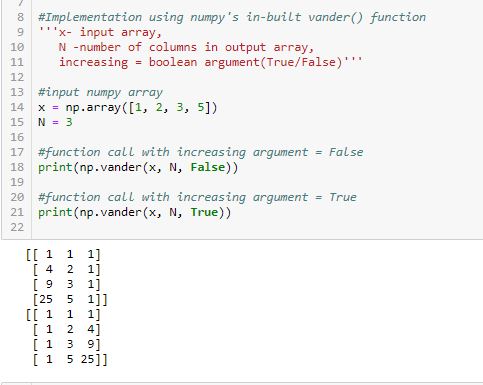 7
8 #Implementation using numpy's in-built vander() function
9 '''x- input array,
10 N -number of columns in output array,
11 increasing = boolean argument(True/False)'''
12
13 #input numpy array
14 x = np.array([1, 2, 3, 5])
15 N = 3
16
17 #function call with increasing argument = False
18 print(np.vander(x, N, False))
19
20 #function call with increasing argument = True
21 print(np.vander(x, N, True))
22
[[ 1 1 1]
[ 4 2 1]
[ 9 3 1]
[25 5 1]]
[[ 1 1 1]
[ 1 2 4]
[ 1 3 9]
[ 1 5 25]]